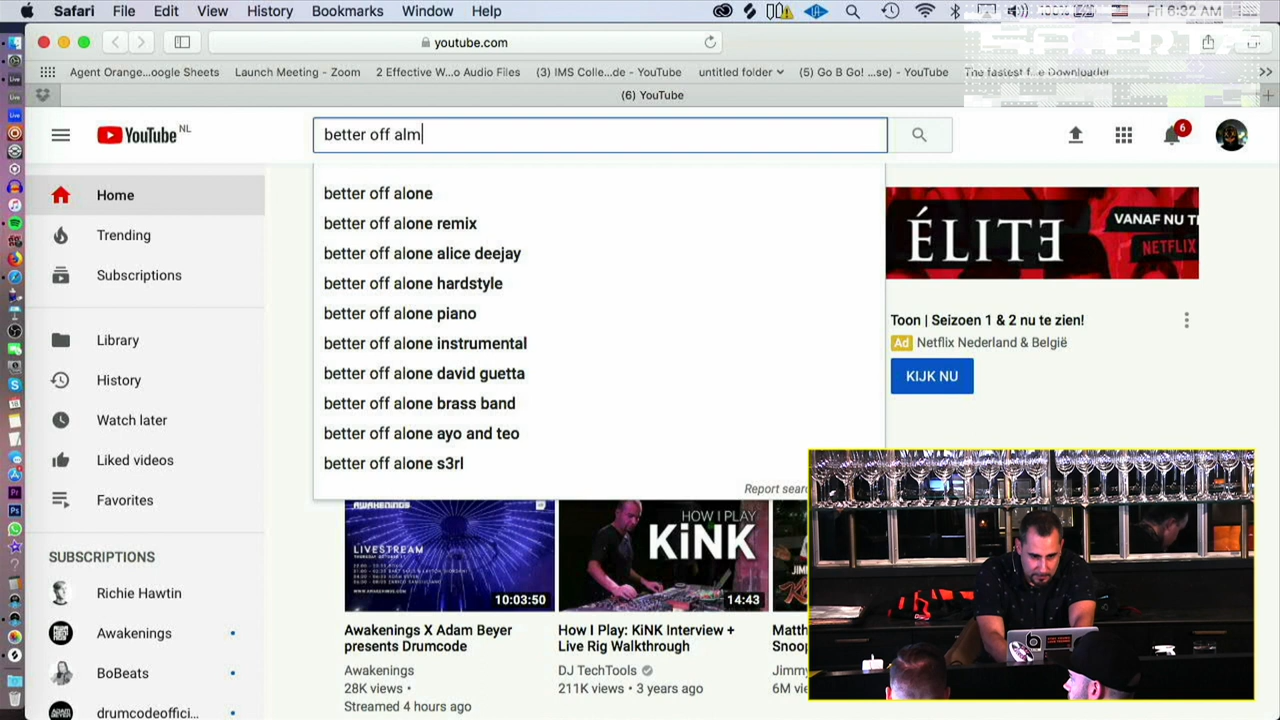 Safari File Edit View History Bookmarks Window Help
Fri 6:32 AM
youtube.com
Agent Orange...oogle Sheets Launch Meeting - Zoom 2 Effective W...o Audio Files (3) MS Colle...de - YouTube untitled folder (5) Go B Go! ...se) - YouTube The fastest f...e Downloader
(6) YouTube
YouTube NL
better off alm
6
better off alone
better off alone remix
better off alone alice deejay
better off alone hardstyle
better off alone piano
better off alone instrumental
better off alone david guetta
better off alone brass band
better off alone ayo and teo
better off alone s3rl
Report sear
Home
Trending
Subscriptions
Library
History
Watch later
Liked videos
Favorites
SUBSCRIPTIONS
Richie Hawtin
Awakenings
BoBeats
drumcodeoffici...
ÉLITE
VANAF NU T
NETFLIX
Toon | Seizoen 1 & 2 nu te zien!
Ad Netflix Nederland & België
KIJK NU
AWAKENINGS
LIVESTREAM
10:03:50
Awakenings X Adam Beyer
presents Drumcode
Awakenings
28K views •
Streamed 4 hours ago
HOW I PLAY
KiNK
14:43
How I Play: KiNK Interview +
Live Rig Walkthrough
DJ TechTools
211K views • 3 years ago
Matth
Snoo
Jimmy
6M vie